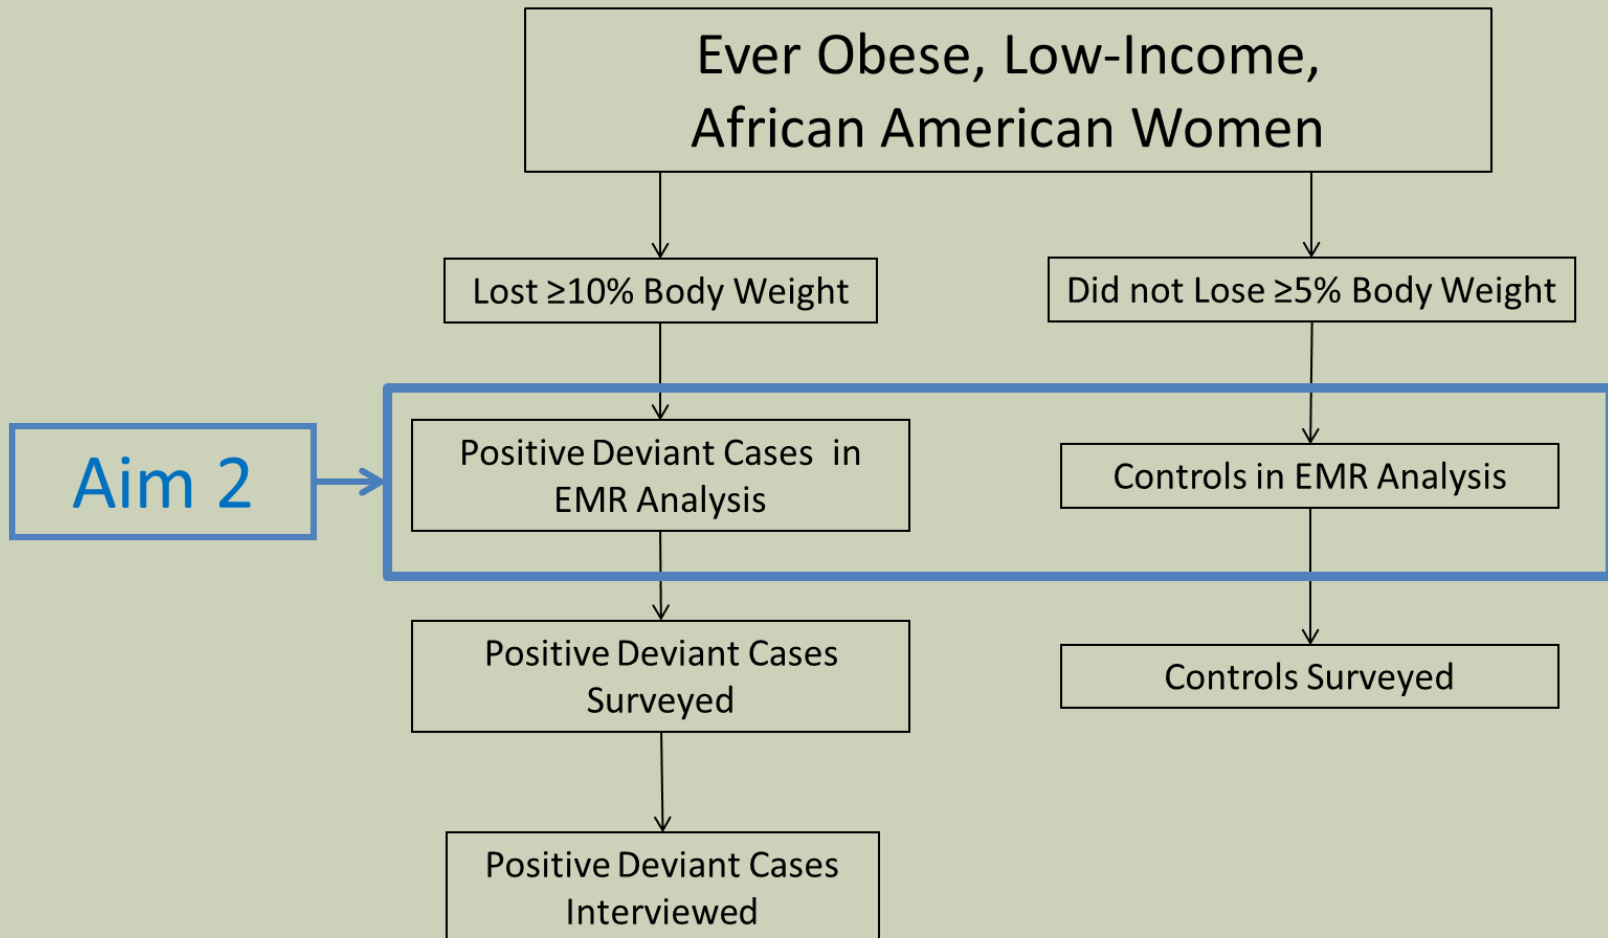 Ever Obese, Low-Income,
African American Women
Lost ≥10% Body Weight
Did not Lose ≥5% Body Weight
Aim 2
Positive Deviant Cases in
EMR Analysis
Controls in EMR Analysis
Positive Deviant Cases
Surveyed
Controls Surveyed
Positive Deviant Cases
Interviewed